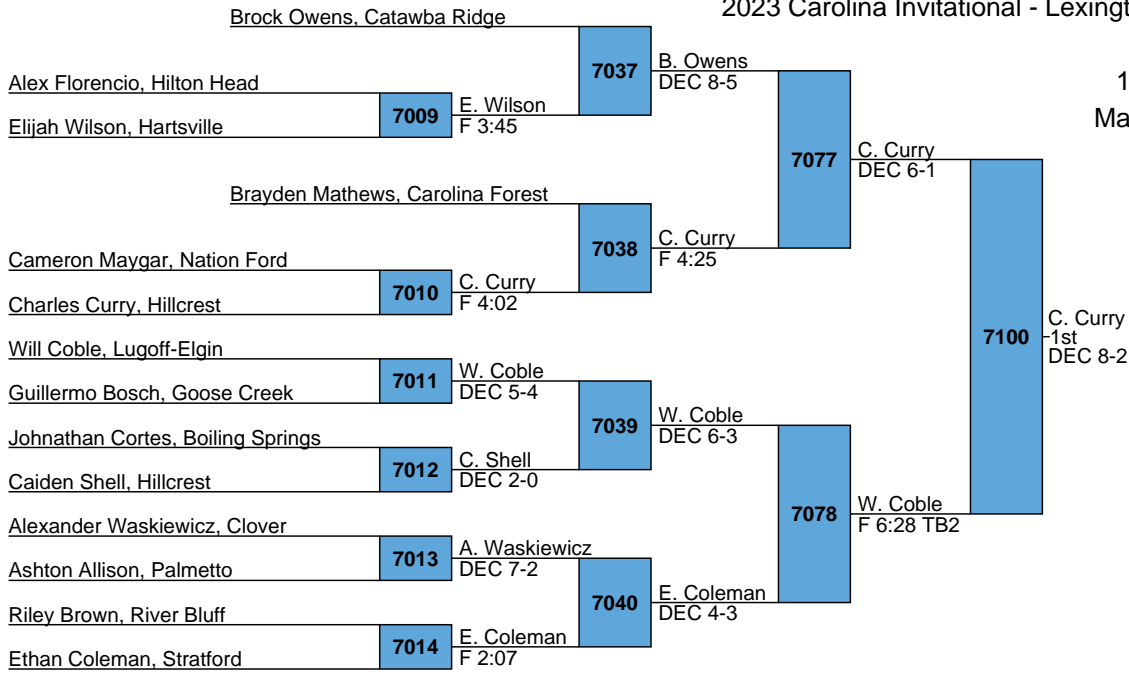 2023 Carolina Invitational - Lexingt
Brock Owens, Catawba Ridge
7037
B. Owens
DEC 8-5
1
Alex Florencio, Hilton Head
7009
E. Wilson
F 3:45
Ma
Elijah Wilson, Hartsville
7077
C. Curry
DEC 6-1
Brayden Mathews, Carolina Forest
7038
C. Curry
F 4:25
Cameron Maygar, Nation Ford
7010
C. Curry
F 4:02
Charles Curry, Hillcrest
7100
C. Curry
1st
DEC 8-2
Will Coble, Lugoff-Elgin
7011
W. Coble
DEC 5-4
Guillermo Bosch, Goose Creek
7039
W. Coble
DEC 6-3
Johnathan Cortes, Boiling Springs
7012
C. Shell
DEC 2-0
Caiden Shell, Hillcrest
7078
W. Coble
F 6:28 TB2
Alexander Waskiewicz, Clover
7013
A. Waskiewicz
DEC 7-2
Ashton Allison, Palmetto
7040
E. Coleman
DEC 4-3
Riley Brown, River Bluff
7014
E. Coleman
F 2:07
Ethan Coleman, Stratford